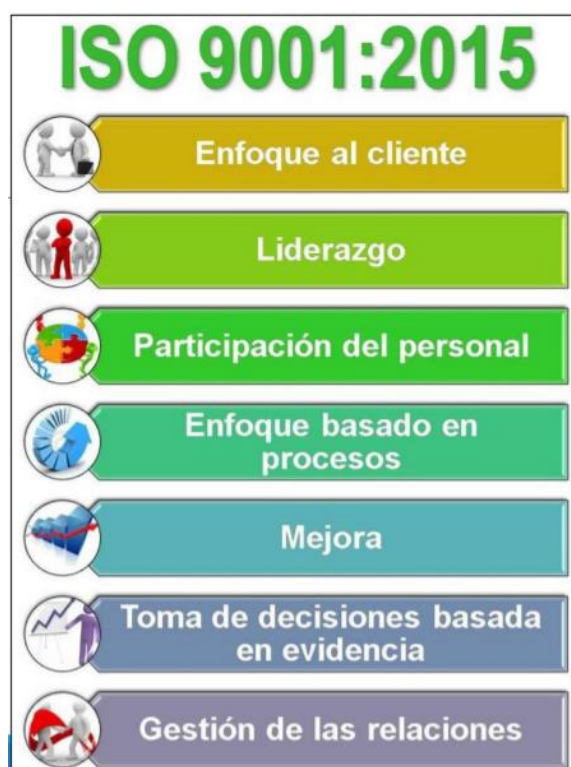 ISO 9001:2015
Enfoque al cliente
Liderazgo
Participación del personal
Enfoque basado en
procesos
Mejora
Toma de decisiones basada
en evidencia
Gestión de las relaciones